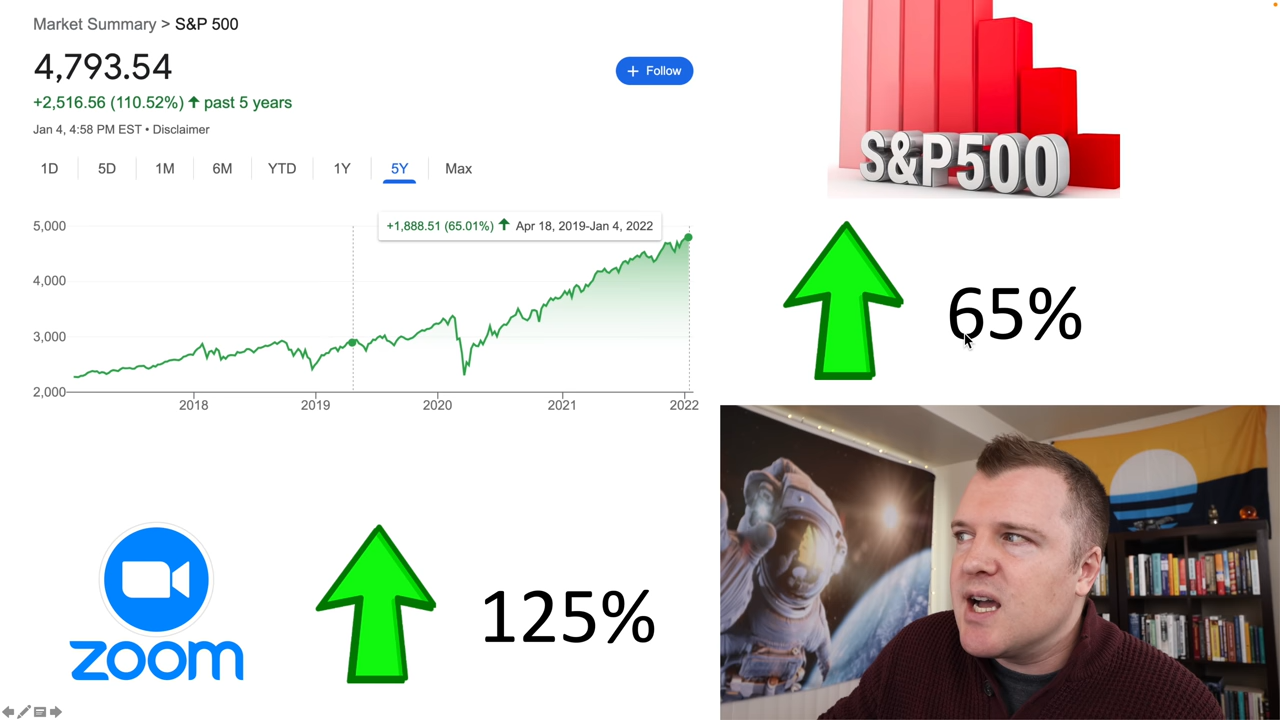 Market Summary > S&P 500
4,793.54
+2,516.56 (110.52%) ↑ past 5 years
Jan 4, 4:58 PM EST • Disclaimer
+ Follow
1D 5D 1M 6M YTD 1Y 5Y Max
+1,888.51 (65.01%) ↑ Apr 18, 2019-Jan 4, 2022
5,000
4,000
3,000
2,000
2018 2019 2020 2021 2022
S&P500
65%
zoom
125%